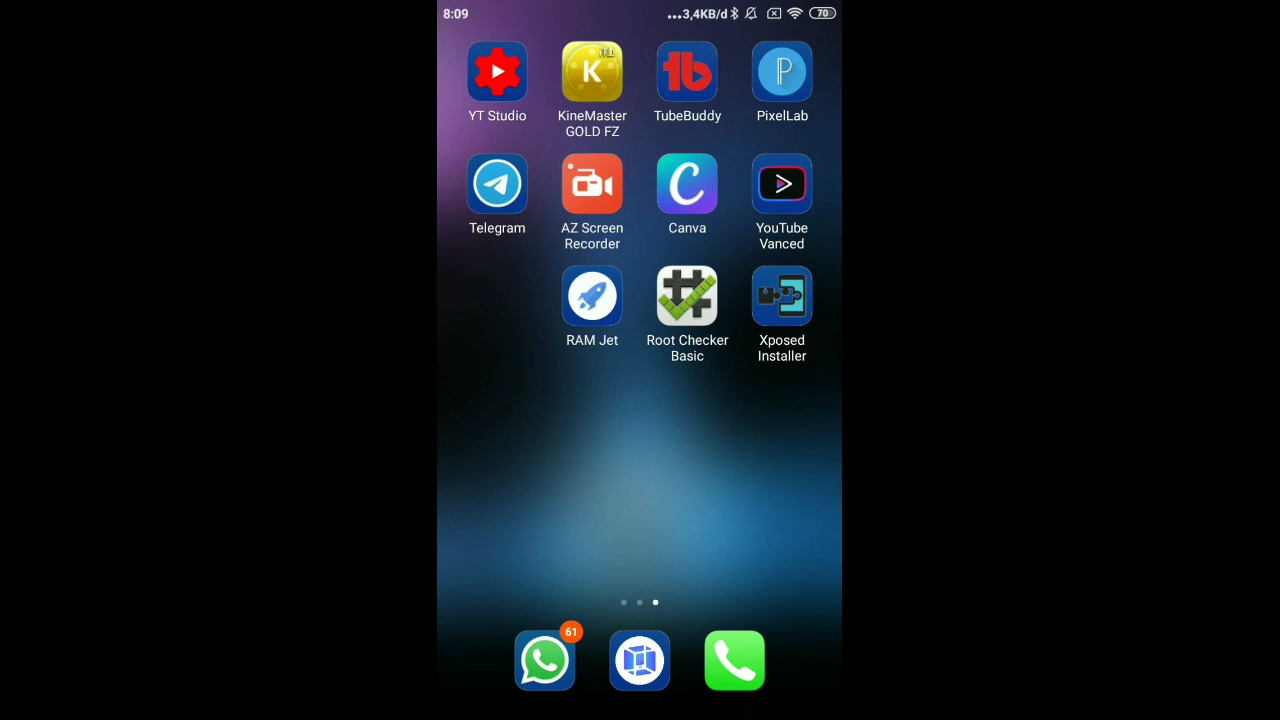 8:09 ...3,4KB/d 70
YT Studio KineMaster GOLD FZ TubeBuddy PixelLab
Telegram AZ Screen Recorder Canva YouTube Vanced
RAM Jet Root Checker Basic Xposed Installer
61